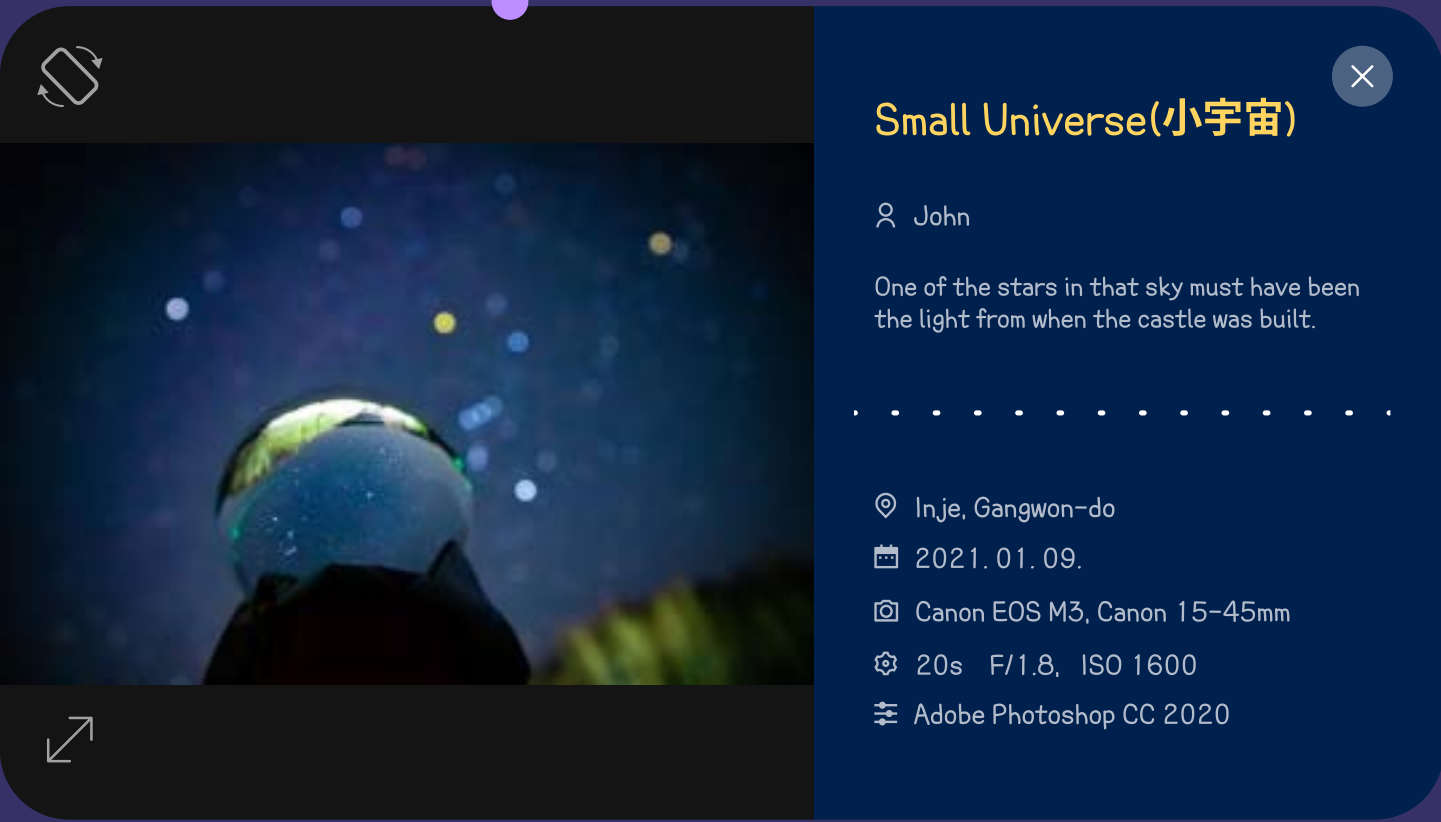 Small Universe(小宇宙)
John
One of the stars in that sky must have been
the light from when the castle was built.
Inje, Gangwon-do
2021. 01. 09.
Canon EOS M3, Canon 15-45mm
20s F/1.8, ISO 1600
Adobe Photoshop CC 2020